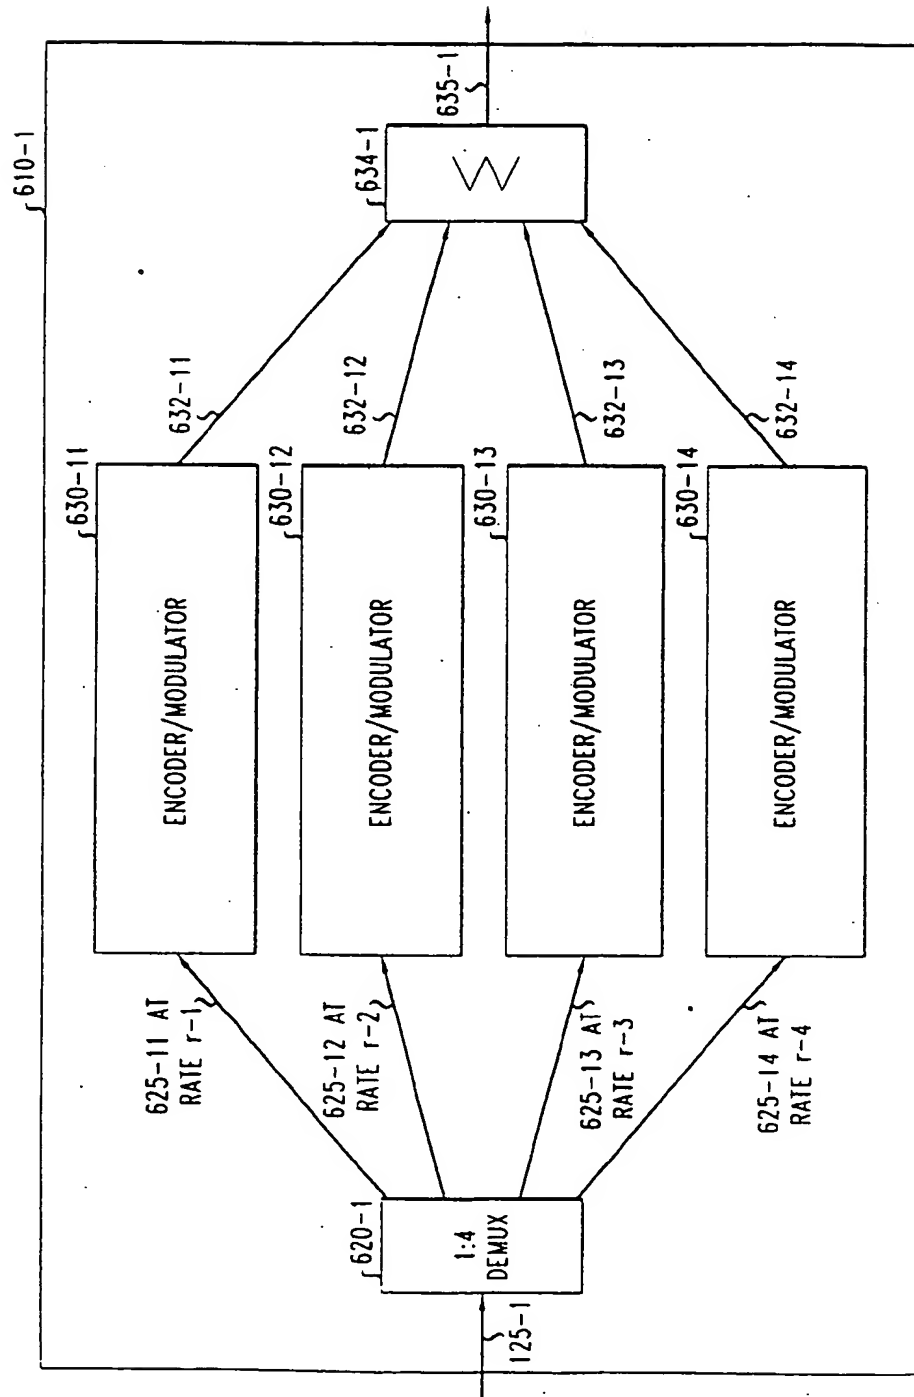 610-1
630-11
625-11 AT
RATE r-1
ENCODER/MODULATOR
632-11
630-12
625-12 AT
RATE r-2
ENCODER/MODULATOR
632-12
620-1
1:4
DEMUX
125-1
634-1
Σ
635-1
630-13
625-13 AT
RATE r-3
ENCODER/MODULATOR
632-13
630-14
625-14 AT
RATE r-4
ENCODER/MODULATOR
632-14